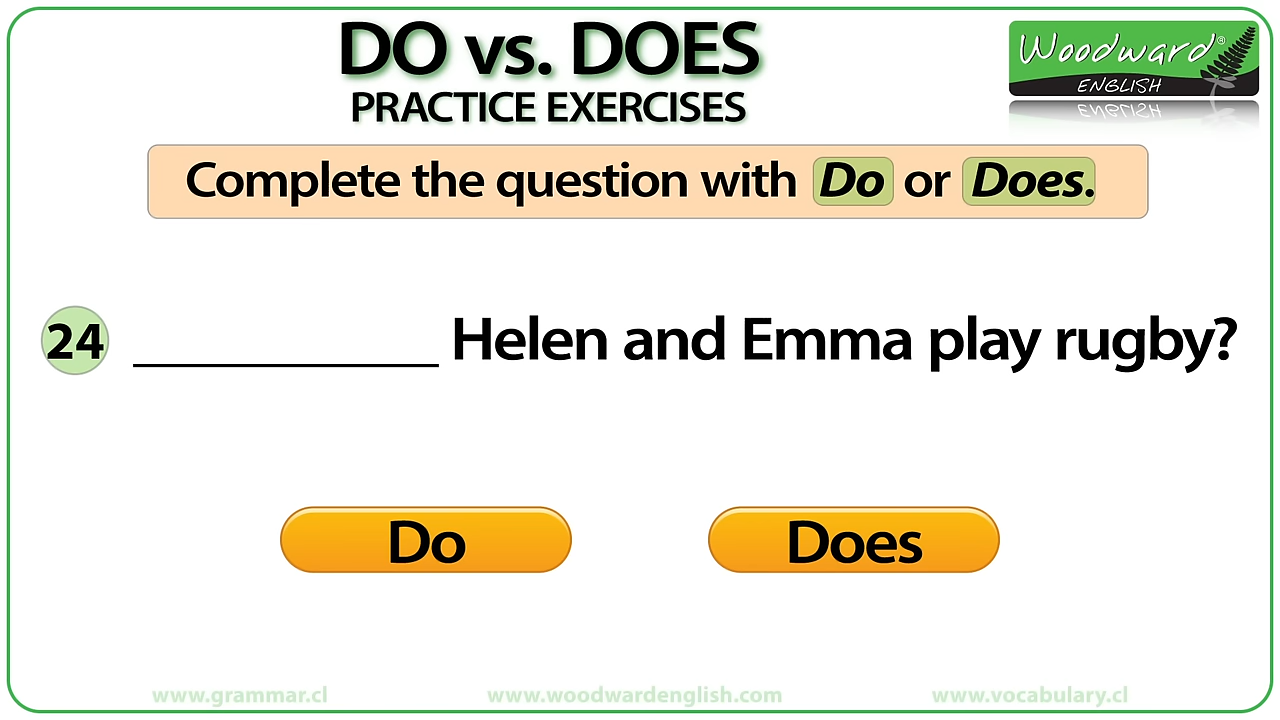 DO vs. DOES
PRACTICE EXERCISES
Woodward®
ENGLISH
Complete the question with Do or Does.
24 ____________ Helen and Emma play rugby?
Do
Does
www.grammar.cl
www.woodwardenglish.com
www.vocabulary.cl